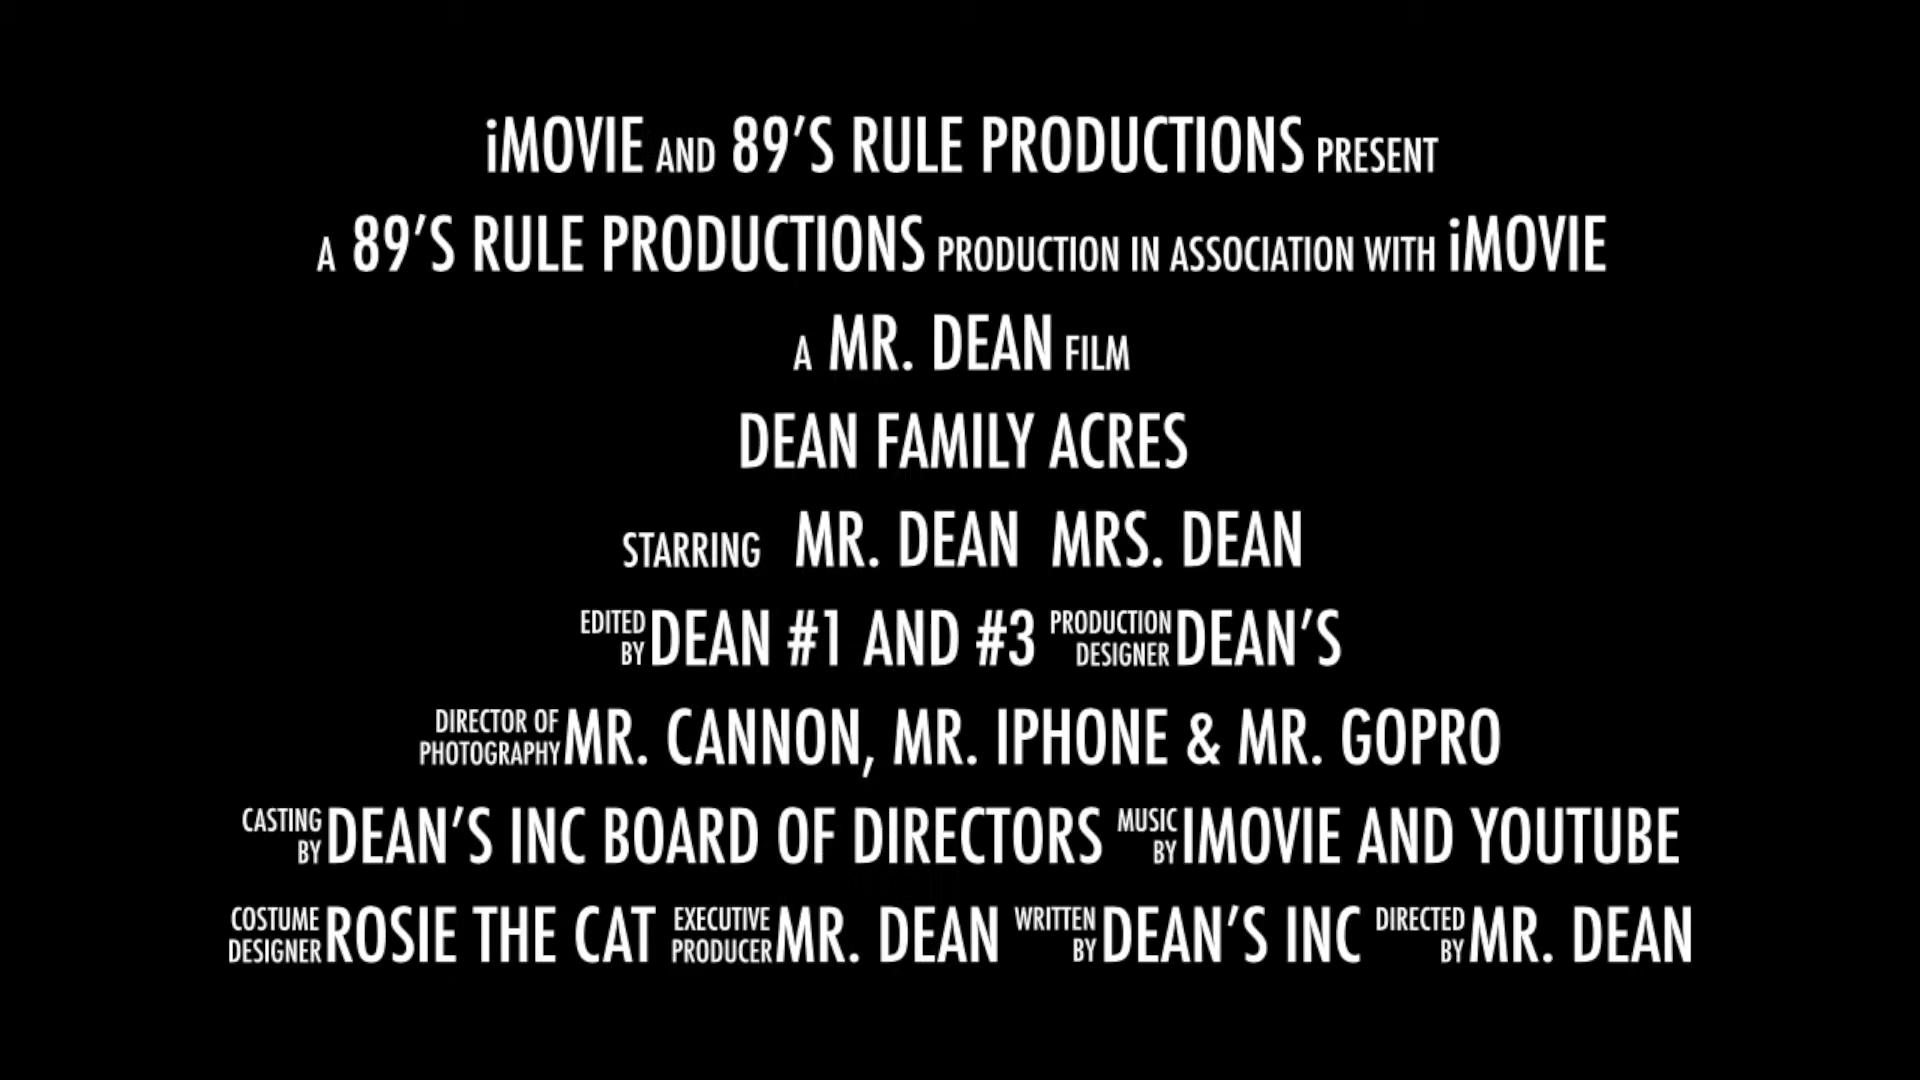 iMOVIE AND 89'S RULE PRODUCTIONS PRESENT
A 89'S RULE PRODUCTIONS PRODUCTION IN ASSOCIATION WITH iMOVIE
A MR. DEAN FILM
DEAN FAMILY ACRES
STARRING MR. DEAN MRS. DEAN
EDITED BY DEAN #1 AND #3 PRODUCTION DESIGNER DEAN'S
DIRECTOR OF PHOTOGRAPHY MR. CANNON, MR. IPHONE & MR. GOPRO
CASTING BY DEAN'S INC BOARD OF DIRECTORS MUSIC BY IMOVIE AND YOUTUBE
COSTUME DESIGNER ROSIE THE CAT EXECUTIVE PRODUCER MR. DEAN WRITTEN BY DEAN'S INC DIRECTED BY MR. DEAN